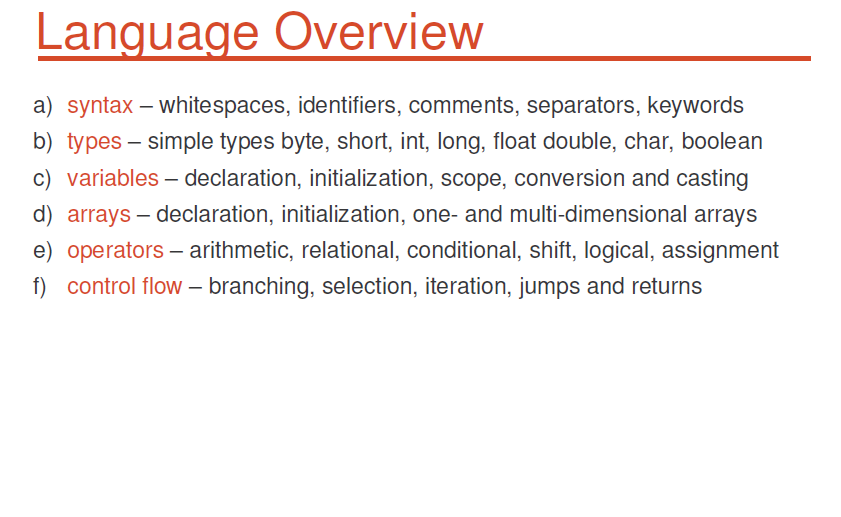 Language Overview
a) syntax – whitespaces, identifiers, comments, separators, keywords
b) types – simple types byte, short, int, long, float double, char, boolean
c) variables – declaration, initialization, scope, conversion and casting
d) arrays – declaration, initialization, one- and multi-dimensional arrays
e) operators – arithmetic, relational, conditional, shift, logical, assignment
f) control flow – branching, selection, iteration, jumps and returns